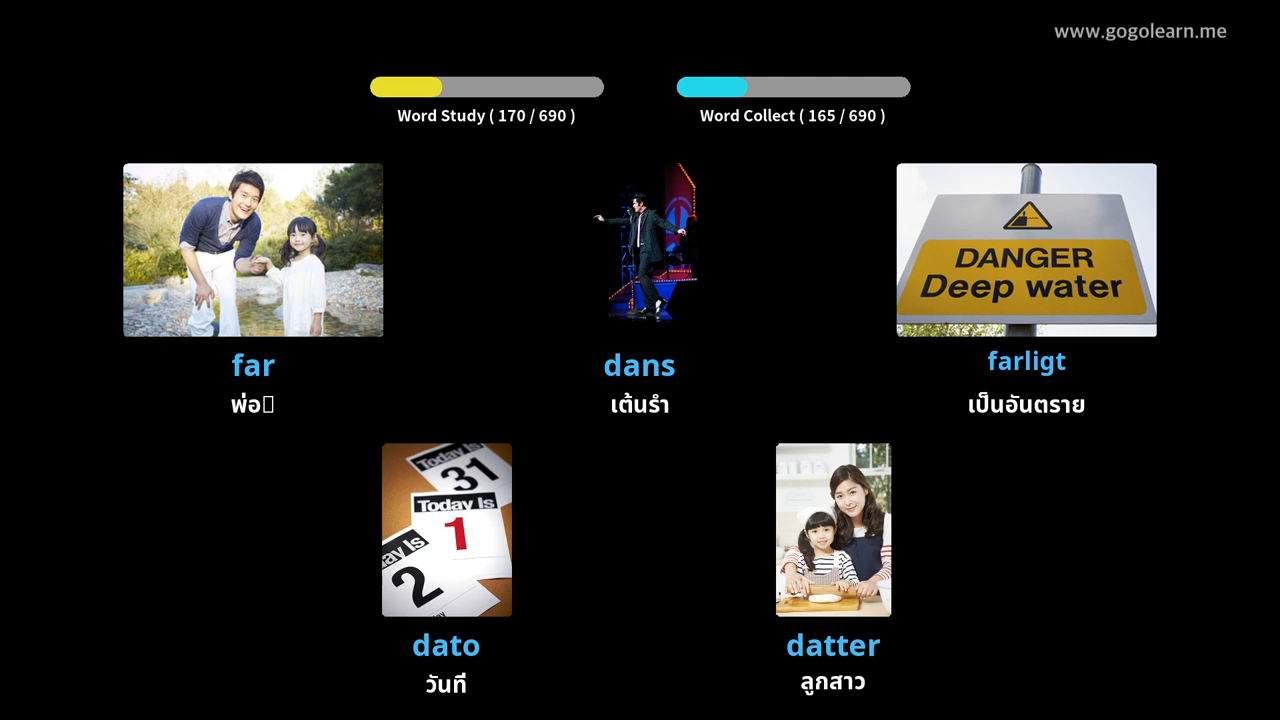 www.gogolearn.me
Word Study ( 170 / 690 )
Word Collect ( 165 / 690 )
DANGER
Deep water
far
dans
farligt
พ่อ
เต้นรำ
เป็นอันตราย
Today Is
31
Today Is
1
ay Is
2
dato
datter
วันที่
ลูกสาว